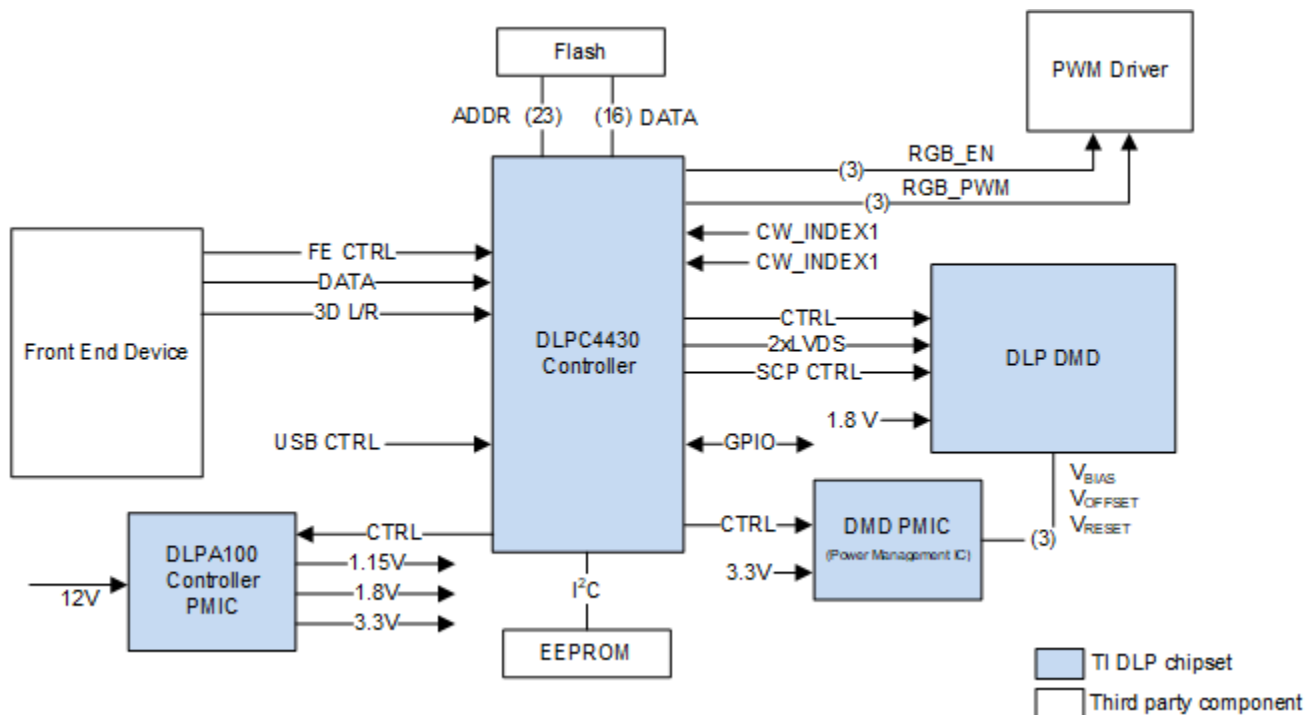 Flash
PWM Driver
ADDR (23)
(16) DATA
RGB_EN
(3)
RGB_PWM
(3)
CW_INDEX1
CW_INDEX1
FE CTRL
DATA
3D L/R
Front End Device
DLPC4430
Controller
CTRL
2xLVDS
SCP CTRL
1.8 V
DLP DMD
USB CTRL
GPIO
VBIAS
VOFFSET
VRESET
(3)
CTRL
3.3V
DMD PMIC
(Power Management IC)
CTRL
DLPA100
Controller
PMIC
12V
1.15V
1.8V
3.3V
I²C
EEPROM
TI DLP chipset
Third party component